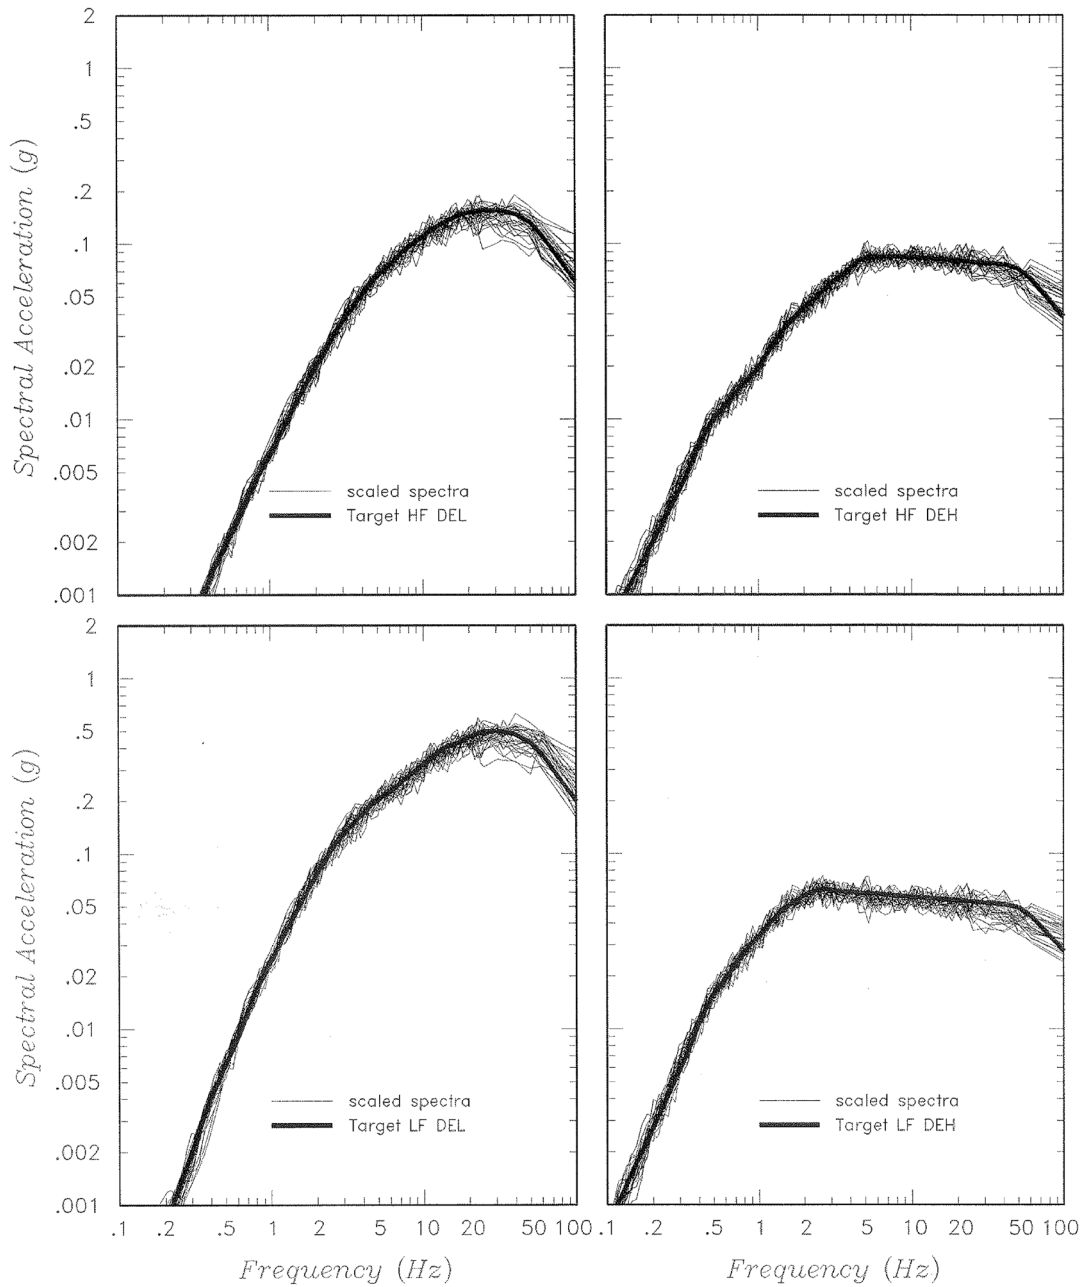 2
1
.5
.2
.1
.05
.02
.01
.005
.002
.001
Spectral Acceleration (g)
scaled spectra
Target HF DEL
scaled spectra
Target HF DEH
2
1
.5
.2
.1
.05
.02
.01
.005
.002
.001
Spectral Acceleration (g)
scaled spectra
Target LF DEL
scaled spectra
Target LF DEH
.1 .5 1 2 5 10 20 50 100 .1 .2 .5 1 2 5 10 20 50 100
Frequency (Hz) Frequency (Hz)